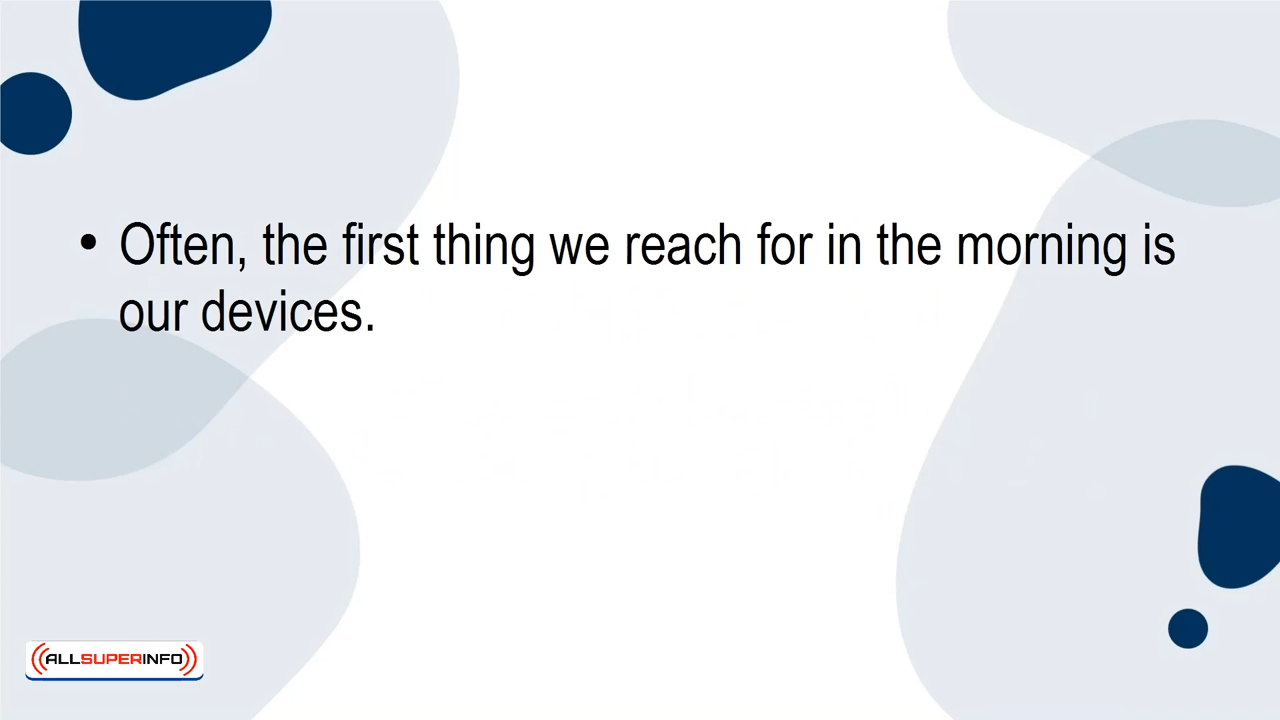 • Often, the first thing we reach for in the morning is
our devices.
ALLSUPERINFO